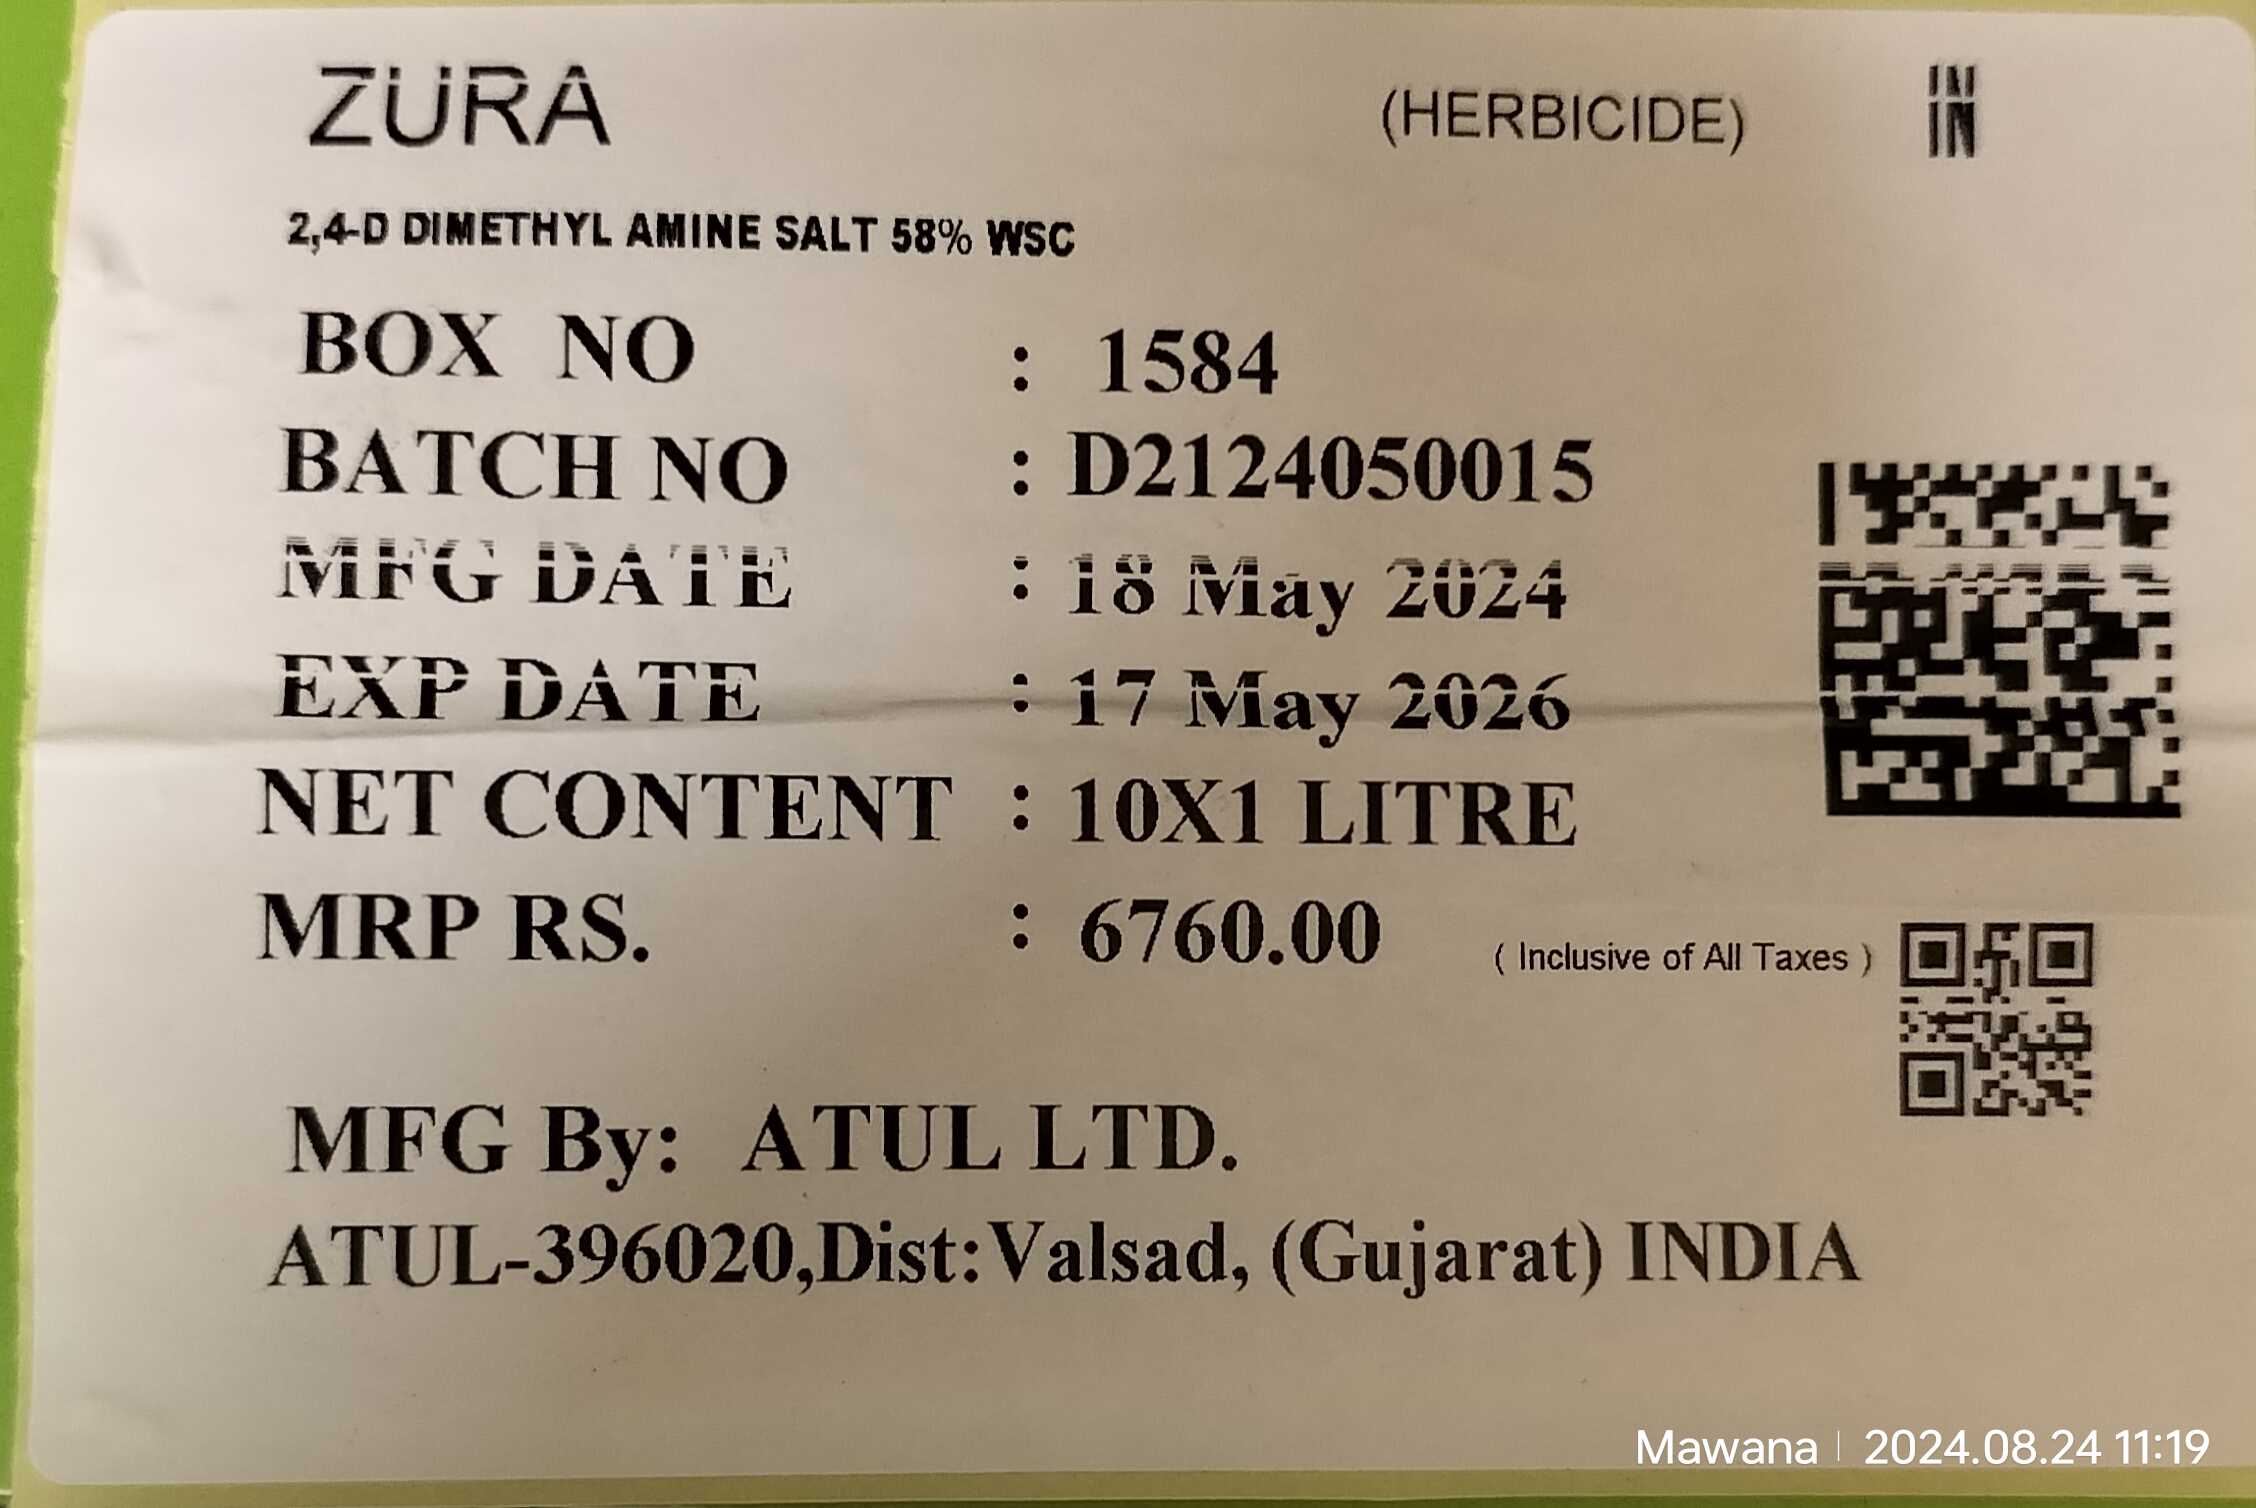 ZURA (HERBICIDE) IN
2,4-D DIMETHYL AMINE SALT 58% WSC
BOX NO : 1584
BATCH NO : D2124050015
MFG DATE : 18 May 2024
EXP DATE : 17 May 2026
NET CONTENT : 10X1 LITRE
MRP RS. : 6760.00 ( Inclusive of All Taxes )
MFG By: ATUL LTD.
ATUL-396020,Dist:Valsad, (Gujarat) INDIA
Mawana | 2024.08.24 11:19